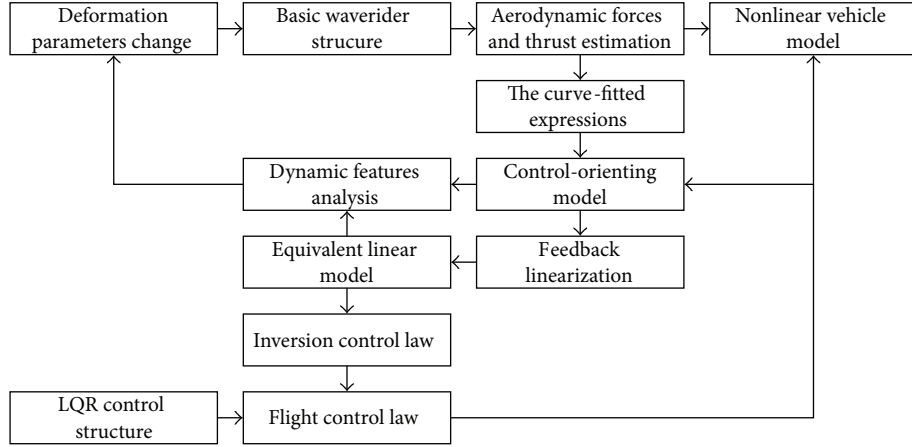 Deformation
parameters change
Basic waverider
strucure
Aerodynamic forces
and thrust estimation
Nonlinear vehicle
model
The curve-fitted
expressions
Dynamic features
analysis
Control-orienting
model
Equivalent linear
model
Feedback
linearization
Inversion control law
LQR control
structure
Flight control law